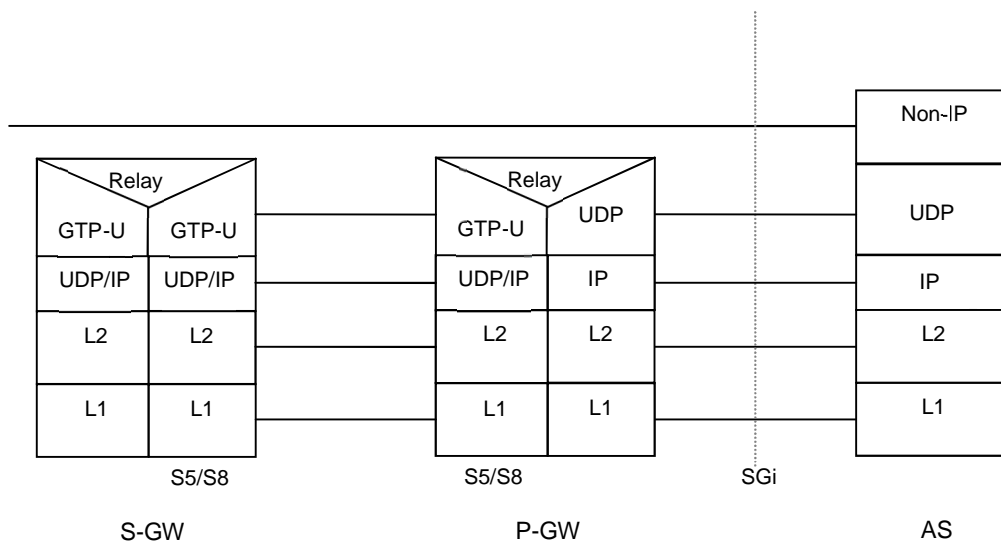 Non-IP
Relay
GTP-U
GTP-U
UDP/IP
UDP/IP
L2
L2
L1
L1
S5/S8
S-GW
Relay
GTP-U
UDP
UDP/IP
IP
L2
L2
L1
L1
S5/S8
P-GW
SGi
UDP
IP
L2
L1
AS